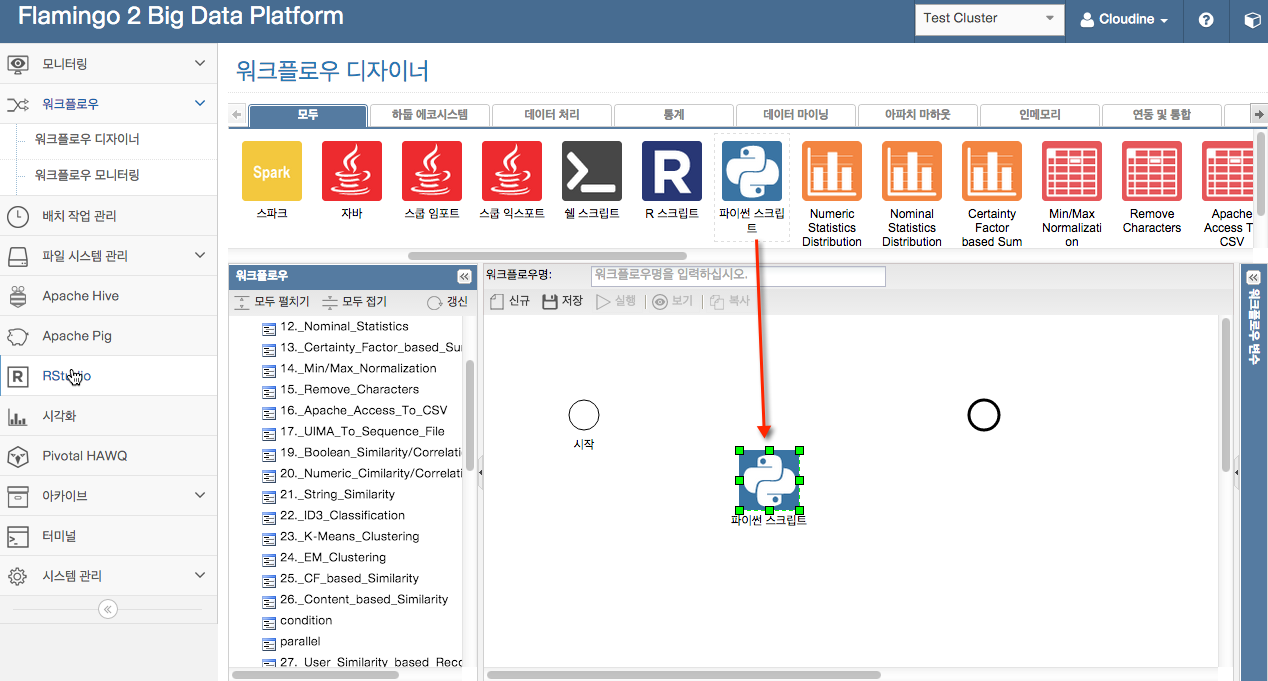 Flamingo 2 Big Data Platform
Test Cluster
Cloudine
?
모니터링
워크플로우
워크플로우 디자이너
워크플로우 모니터링
배치 작업 관리
파일 시스템 관리
Apache Hive
Apache Pig
R
시각화
Pivotal HAWQ
아카이브
터미널
시스템 관리
워크플로우 디자이너
모두
하둡 에코시스템
데이터 처리
통계
데이터 마이닝
아파치 마하웃
인메모리
연동 및 통합
Spark
스파크
자바
스쿱 임포트
스쿱 익스포트
쉘 스크립트
R
R 스크립트
파이썬 스크립
트
Numeric
Statistics
Distribution
Nominal
Statistics
Distribution
Certainty
Factor
based Sum
Min/Max
Normalizati
on
Remove
Characters
Apache
Access T
CSV
워크플로우
모두 펼치기
모두 접기
갱신
12._Nominal_Statistics
13._Certainty_Factor_based_Su
14._Min/Max_Normalization
15._Remove_Characters
16._Apache_Access_To_CSV
17._UIMA_To_Sequence_File
19._Boolean_Similarity/Correlati
20._Numeric_Cimilarity/Correlati
21._String_Similarity
22._ID3_Classification
23._K-Means_Clustering
24._EM_Clustering
25._CF_based_Similarity
26._Content_based_Similarity
condition
parallel
27._User_Similarity_based_Reco
워크플로우명:
워크플로우명을 입력하십시오.
신규
저장
실행
보기
복사
시작
파이썬 스크립트
워크플로우 변수